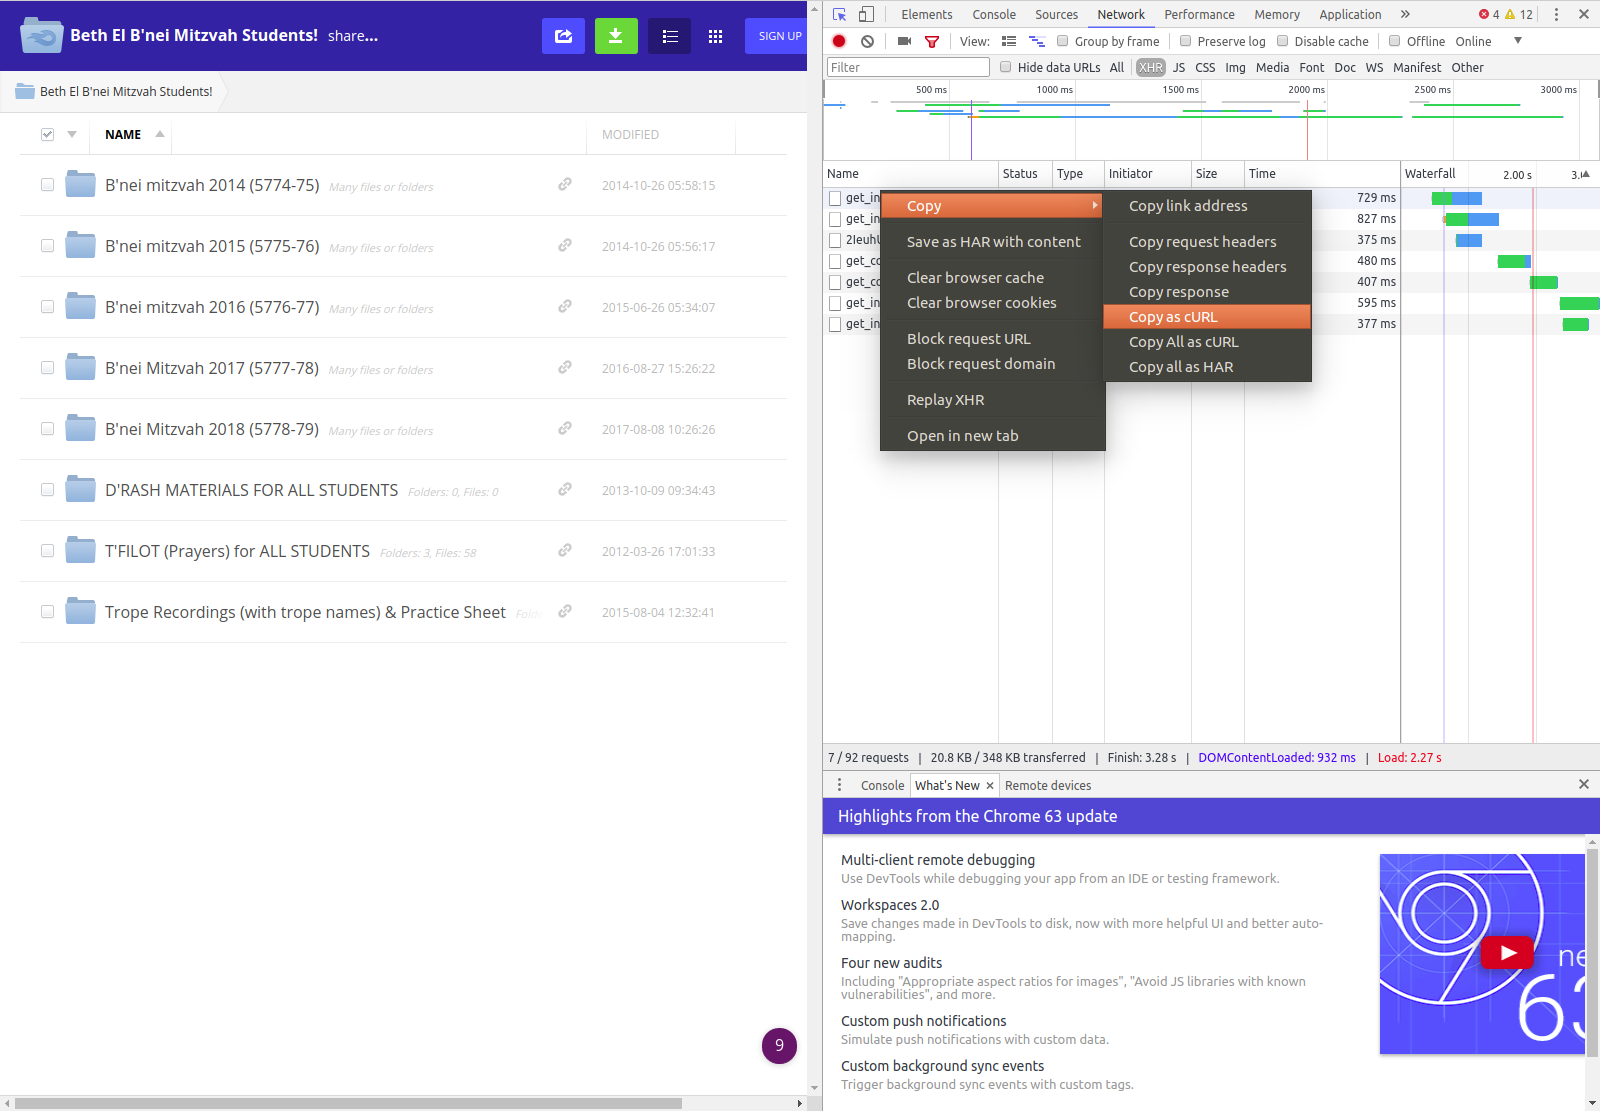 Beth El B'nei Mitzvah Students! share...
SIGN UP
Beth El B'nei Mitzvah Students!
NAME
MODIFIED
B'nei mitzvah 2014 (5774-75) Many files or folders 2014-10-26 05:58:15
B'nei mitzvah 2015 (5775-76) Many files or folders 2014-10-26 05:56:17
B'nei mitzvah 2016 (5776-77) Many files or folders 2015-06-26 05:34:07
B'nei Mitzvah 2017 (5777-78) Many files or folders 2016-08-27 15:26:22
B'nei Mitzvah 2018 (5778-79) Many files or folders 2017-08-08 10:26:26
D'RASH MATERIALS FOR ALL STUDENTS Folders: 0, Files: 0 2013-10-09 09:34:43
T'FILOT (Prayers) for ALL STUDENTS Folders: 3, Files: 58 2012-03-26 17:01:33
Trope Recordings (with trope names) & Practice Sheet 2015-08-04 12:32:41
9
Elements Console Sources Network Performance Memory Application » 4 12
View: Group by frame Preserve log Disable cache Offline Online
Filter Hide data URLs All XHR JS CSS Img Media Font Doc WS Manifest Other
500 ms 1000 ms 1500 ms 2000 ms 2500 ms 3000 ms
Name Status Type Initiator Size Time Waterfall 2.00 s
get_in 729 ms
get_in 827 ms
2IeuhU 375 ms
get_co 480 ms
get_co 407 ms
get_in 595 ms
get_in 377 ms
Copy
Save as HAR with content
Clear browser cache
Clear browser cookies
Block request URL
Block request domain
Replay XHR
Open in new tab
Copy link address
Copy request headers
Copy response headers
Copy response
Copy as cURL
Copy All as cURL
Copy all as HAR
7 / 92 requests | 20.8 KB / 348 KB transferred | Finish: 3.28 s | DOMContentLoaded: 932 ms | Load: 2.27 s
Console What's New × Remote devices
Highlights from the Chrome 63 update
Multi-client remote debugging
Use DevTools while debugging your app from an IDE or testing framework.
Workspaces 2.0
Save changes made in DevTools to disk, now with more helpful UI and better auto-
mapping.
Four new audits
Including "Appropriate aspect ratios for images", "Avoid JS libraries with known
vulnerabilities", and more.
Custom push notifications
Simulate push notifications with custom data.
Custom background sync events
Trigger background sync events with custom tags.
ne
63